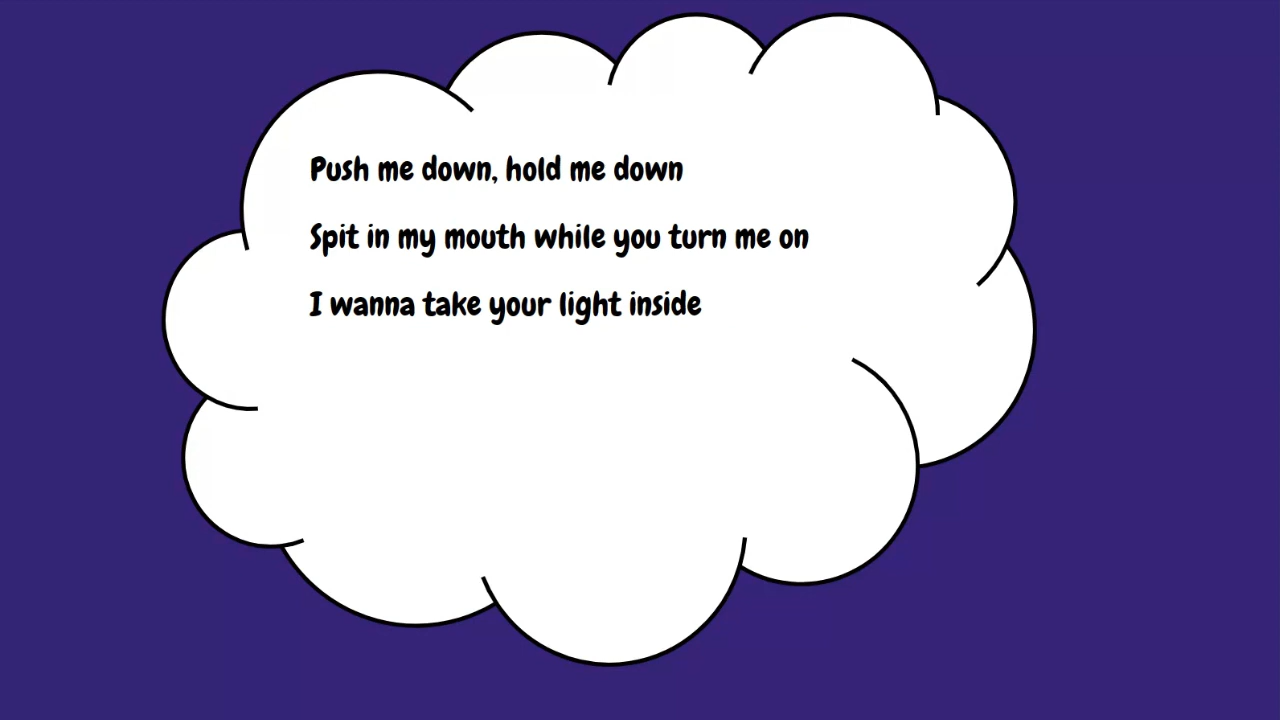 Push me down, hold me down
Spit in my mouth while you turn me on
I wanna take your light inside